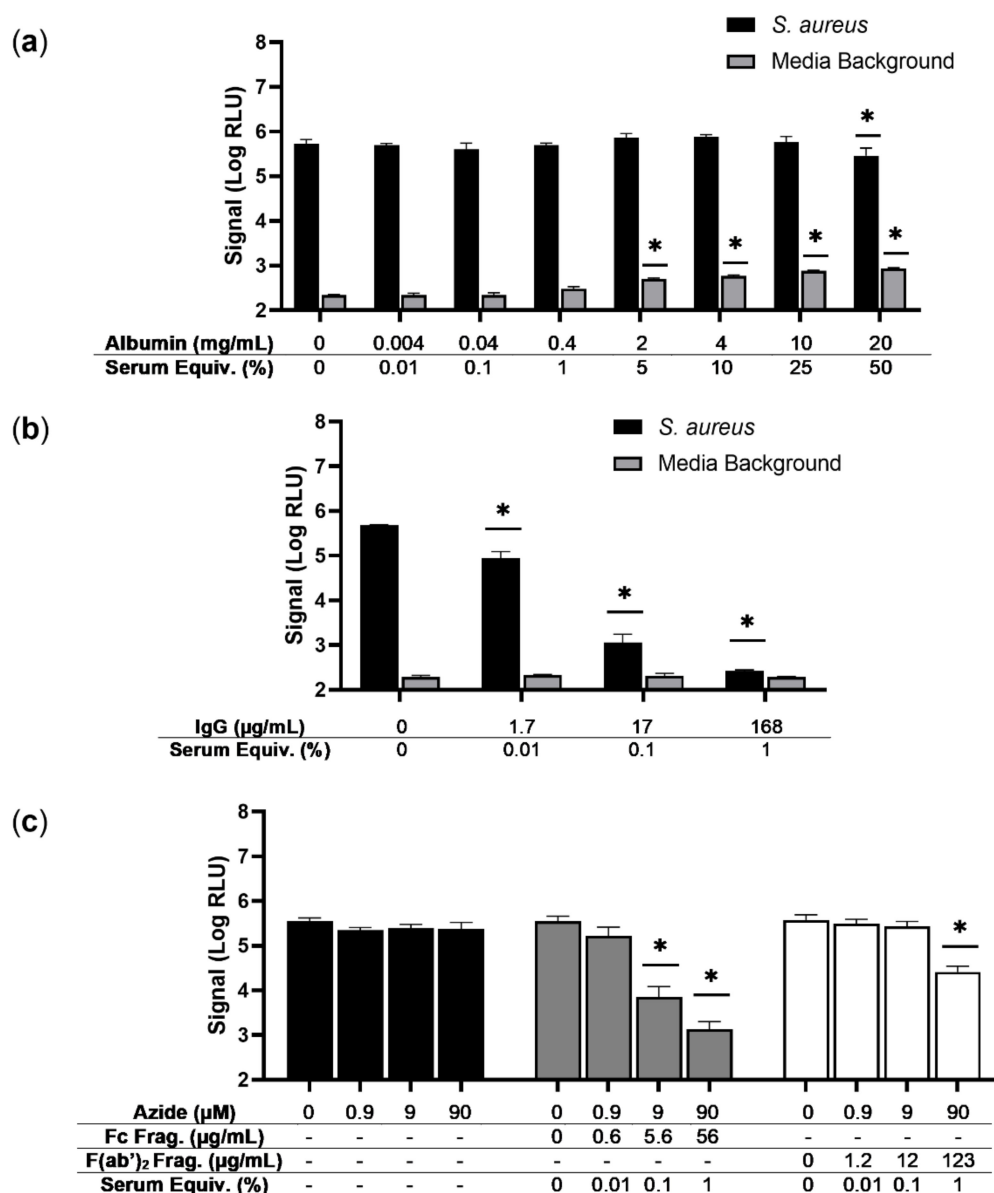 (a)
S. aureus
Media Background
Signal (Log RLU)
8
7
6
5
4
3
2
* * * * *
Albumin (mg/mL) 0 0.004 0.04 0.4 2 4 10 20
Serum Equiv. (%) 0 0.01 0.1 1 5 10 25 50
(b)
S. aureus
Media Background
Signal (Log RLU)
8
7
6
5
4
3
2
* * *
IgG (µg/mL) 0 1.7 17 168
Serum Equiv. (%) 0 0.01 0.1 1
(c)
Signal (Log RLU)
8
7
6
5
4
3
2
* * *
Azide (µM) 0 0.9 9 90 0 0.9 9 90 0 0.9 9 90
Fc Frag. (µg/mL) - - - - 0 0.6 5.6 56 - - - -
F(ab')₂ Frag. (µg/mL) - - - - - - - - 0 1.2 12 123
Serum Equiv. (%) - - - - 0 0.01 0.1 1 0 0.01 0.1 1